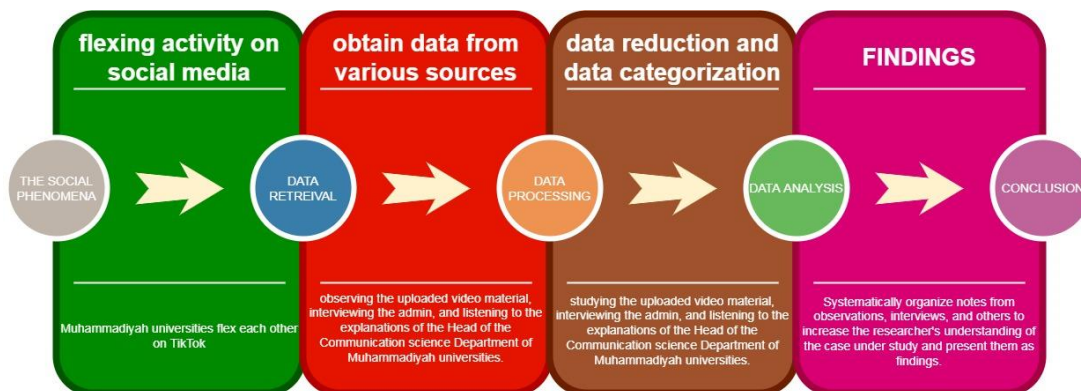 flexing activity on
social media
obtain data from
various sources
data reduction and
data categorization
FINDINGS
THE SOCIAL
PHENOMENA
DATA
RETREIVAL
DATA
PROCESSING
DATA ANALYSIS
CONCLUSION
Muhammadiyah universities flex each other
on TikTok
observing the uploaded video material,
interviewing the admin, and listening to the
explanations of the Head of the
Communication science Department of
Muhammadiyah universities.
studying the uploaded video material,
interviewing the admin, and listening to the
explanations of the Head of the
Communication science Department of
Muhammadiyah universities.
Systematically organize notes from
observations, interviews, and others to
increase the researcher's understanding of
the case under study and present them as
findings.